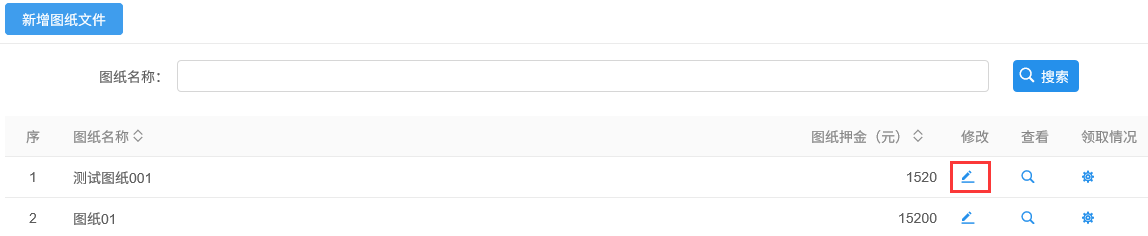 新增图纸文件
图纸名称：
搜索
序 图纸名称 图纸押金（元） 修改 查看 领取情况
1 测试图纸001 1520
2 图纸01 15200